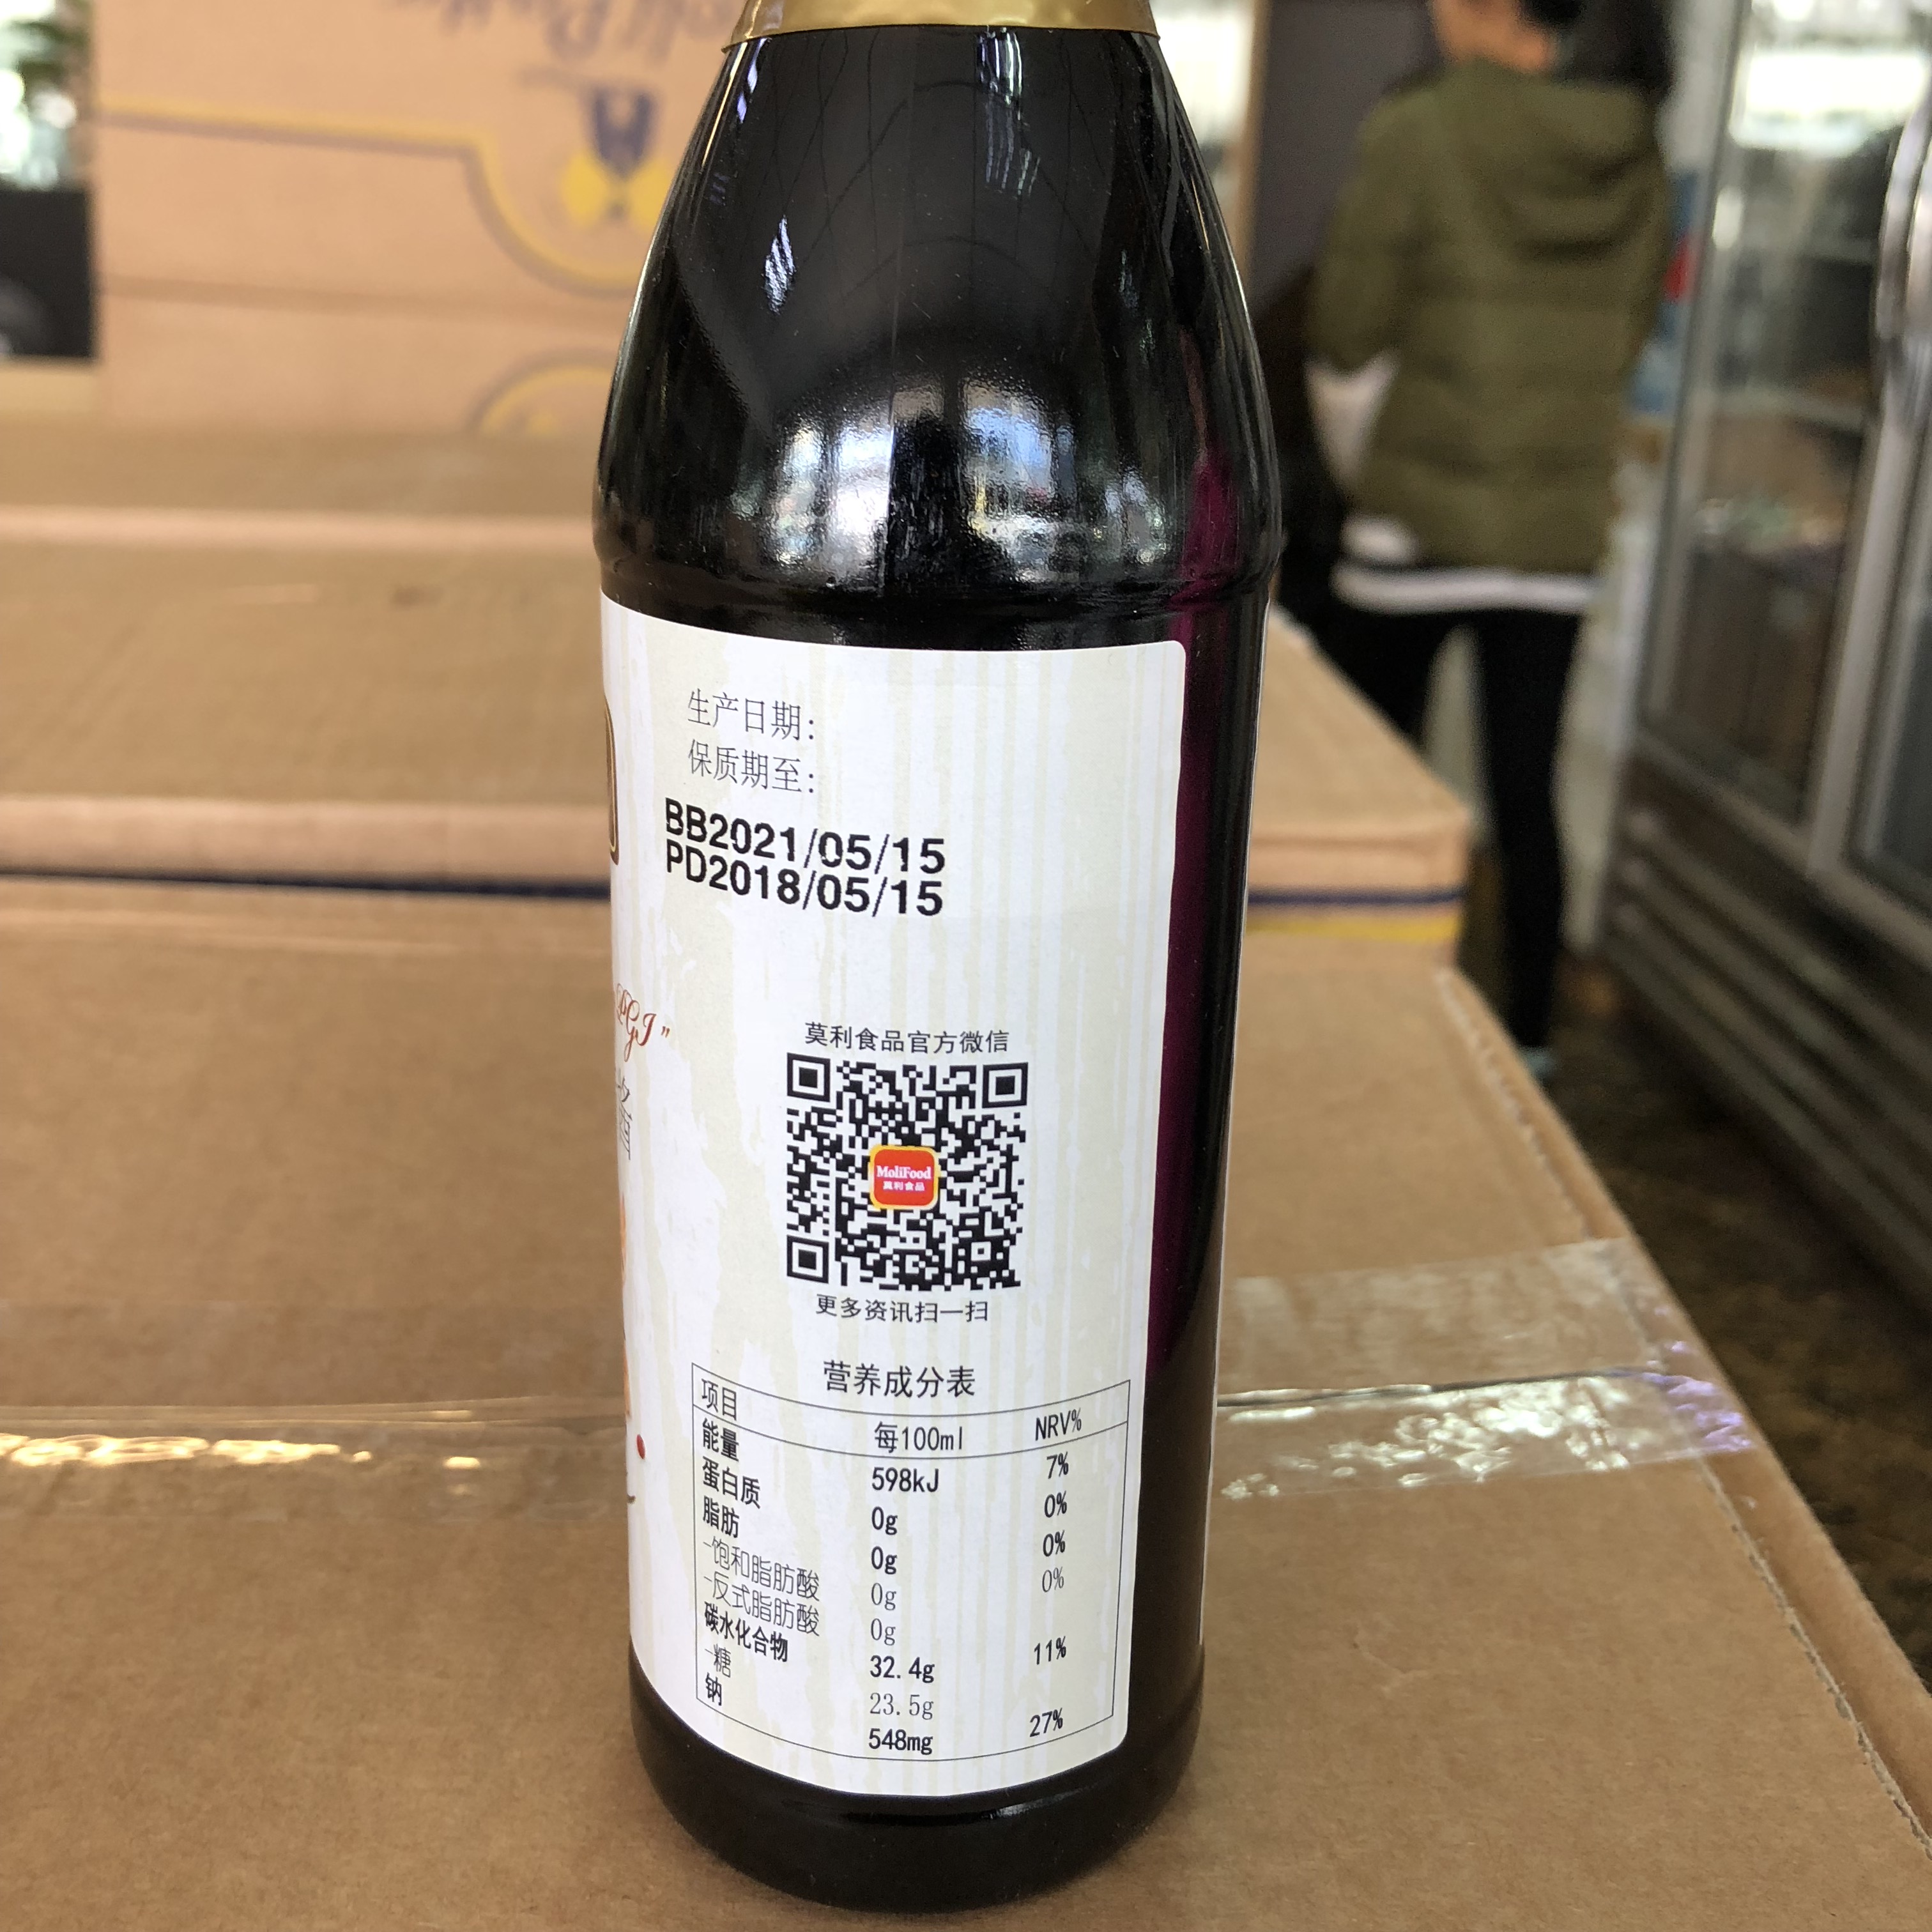 生产日期:
保质期至:
BB2021/05/15
PD2018/05/15
PGI"
莫利食品官方微信
MoliFood
莫利食品
更多资讯扫一扫
营养成分表
项目 每100ml NRV%
能量 598kJ 7%
蛋白质 0g 0%
脂肪 0g 0%
-饱和脂肪酸 0g 0%
-反式脂肪酸 0g
碳水化合物 32.4g 11%
-糖 23.5g
钠 548mg 27%